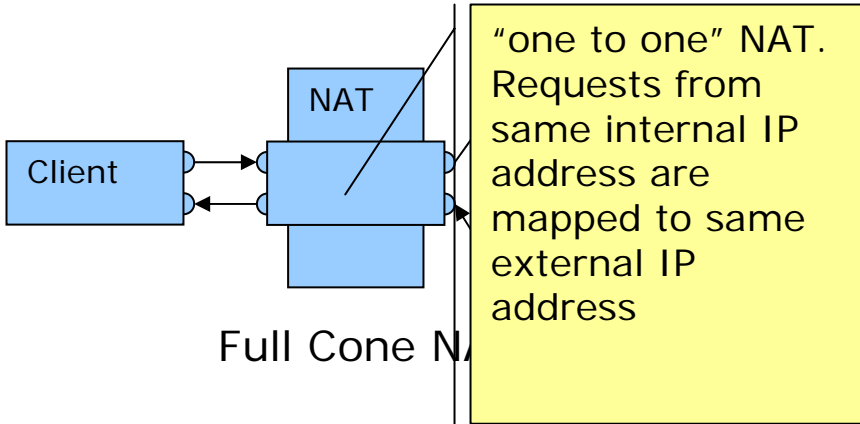 NAT
Client
“one to one” NAT.
Requests from
same internal IP
address are
mapped to same
external IP
address
Full Cone